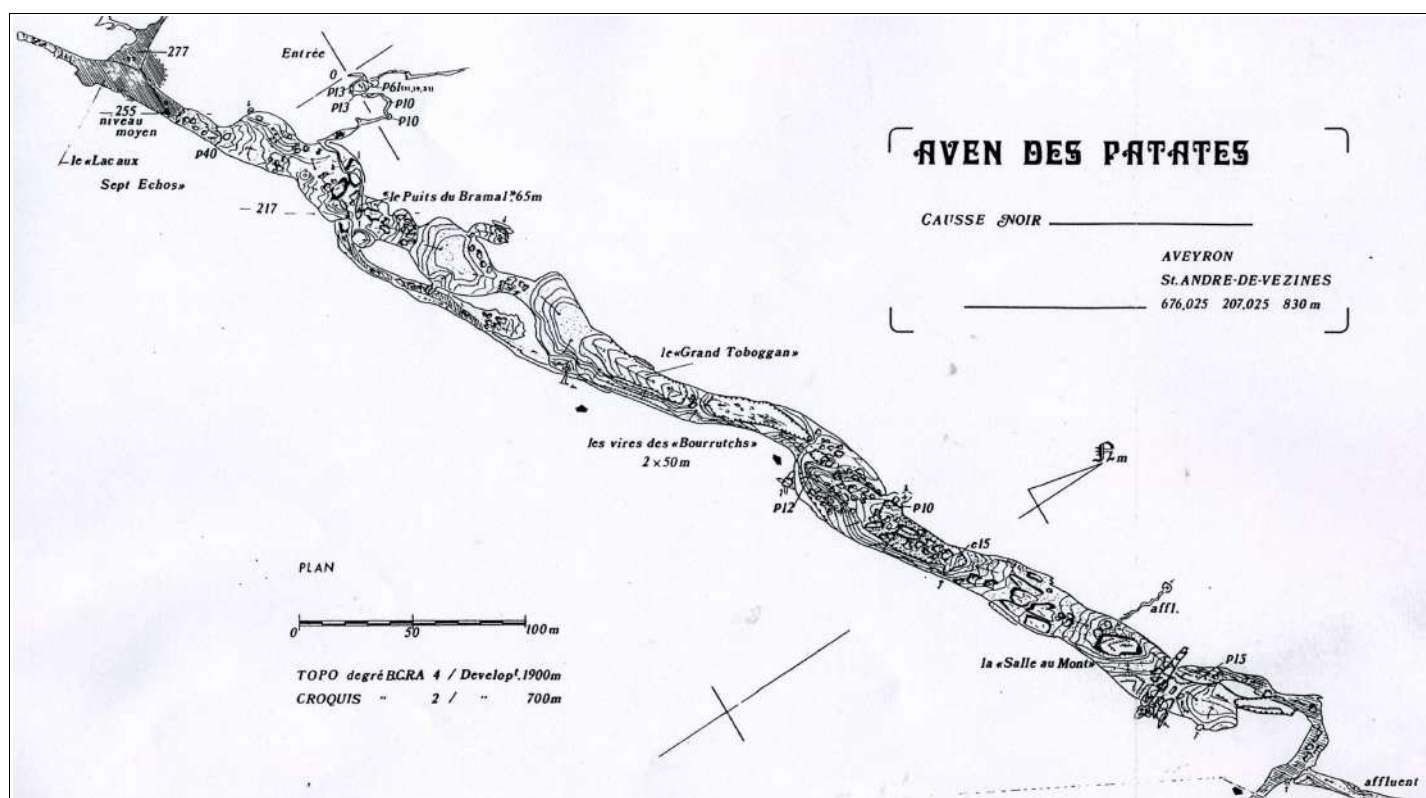 277
Entrée
0
P61
P13
P13
P10
P10
255
niveau
moyen
P40
le «Lac aux
Sept Echos»
217
«le Puits du Bramal» 65m
AVEN DES PATATES
CAUSSE NOIR
AVEYRON
St. ANDRE-DE-VEZINES
676,025 207,025 830 m
le «Grand Toboggan»
les vires des «Bourrutchs»
2 × 50 m
P12
P10
e15
affl.
la «Salle au Mont»
P15
affluent
PLAN
0 50 100 m
TOPO degré B.C.R.A 4 / Developt. 1900m
CROQUIS " 2 / " 700m